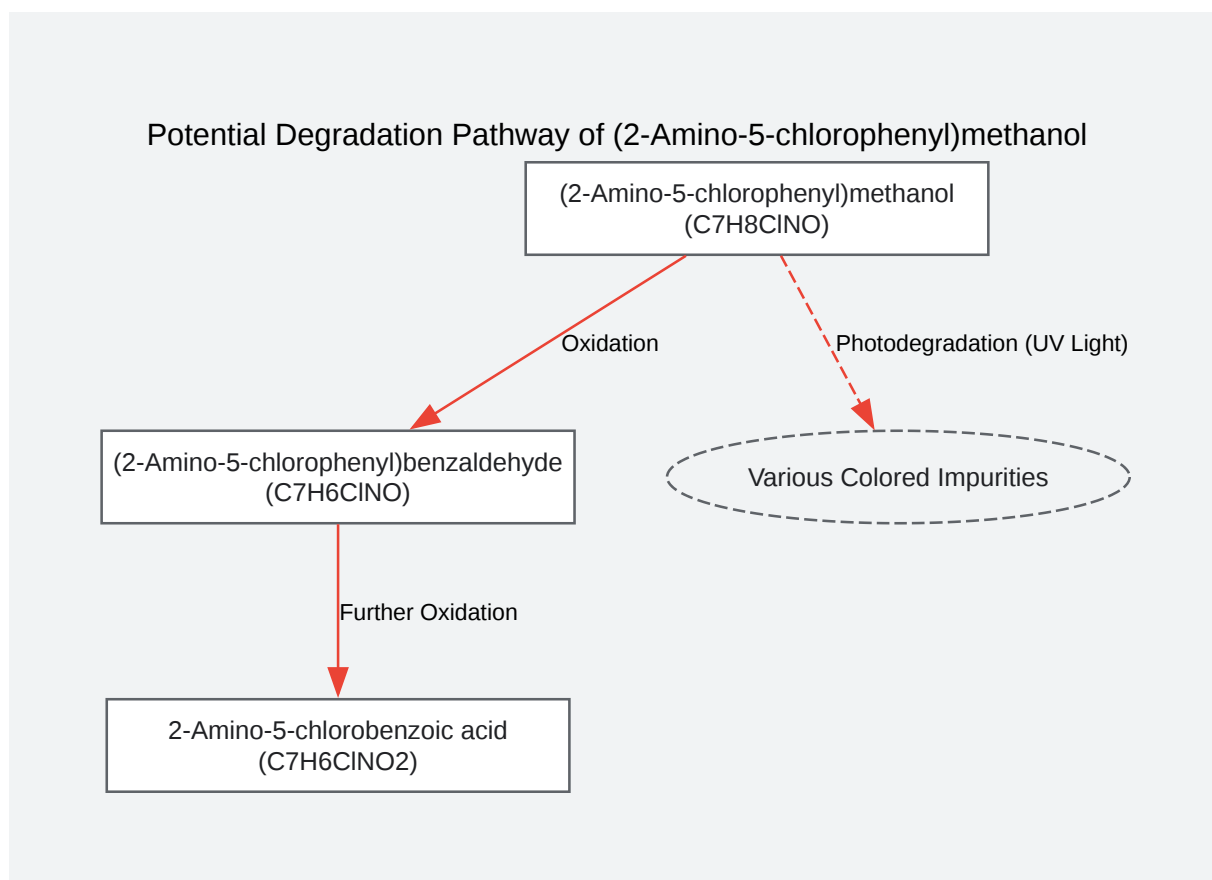 Potential Degradation Pathway of (2-Amino-5-chlorophenyl)methanol
(2-Amino-5-chlorophenyl)methanol
(C7H8ClNO)
Oxidation
Photodegradation (UV Light)
(2-Amino-5-chlorophenyl)benzaldehyde
(C7H6ClNO)
Various Colored Impurities
Further Oxidation
2-Amino-5-chlorobenzoic acid
(C7H6ClNO2)